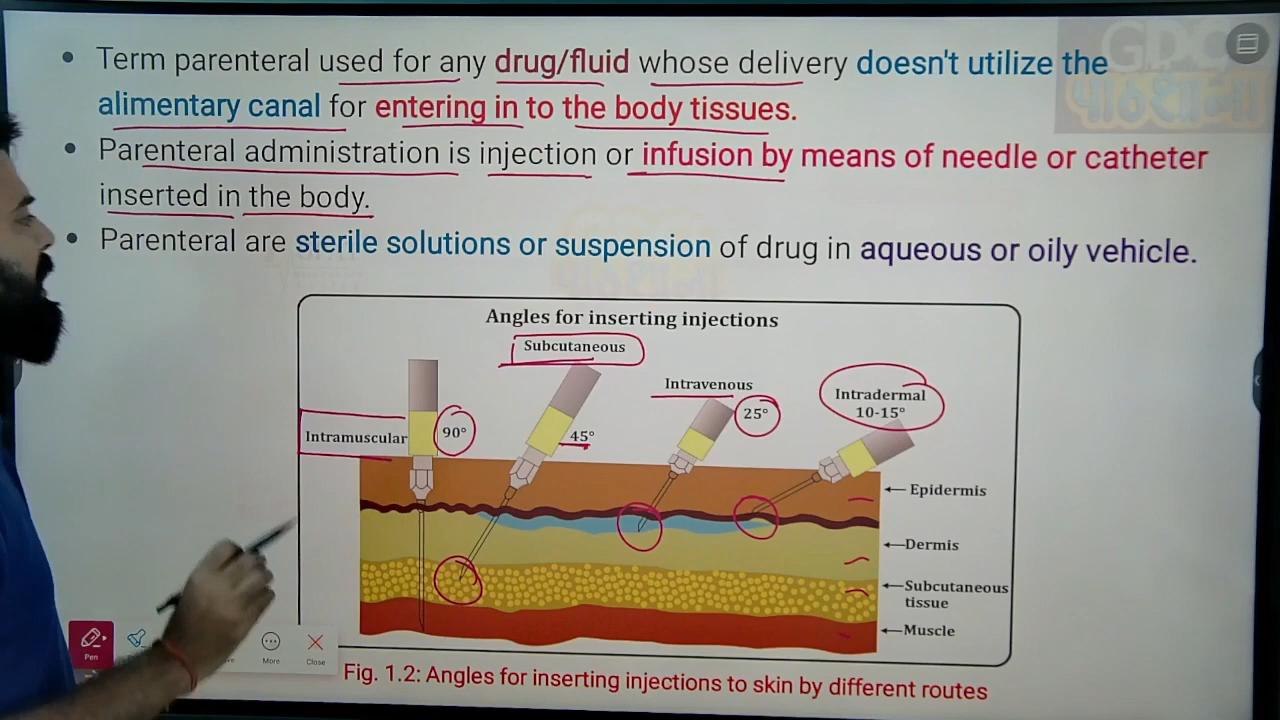 GPC
પાઠશાલા
• Term parenteral used for any drug/fluid whose delivery doesn't utilize the
alimentary canal for entering in to the body tissues.
• Parenteral administration is injection or infusion by means of needle or catheter
inserted in the body.
• Parenteral are sterile solutions or suspension of drug in aqueous or oily vehicle.
Angles for inserting injections
Subcutaneous
Intravenous
Intradermal
10-15°
25°
Intramuscular
90°
45°
Epidermis
Dermis
Subcutaneous
tissue
Muscle
Pen
More
Close
Fig. 1.2: Angles for inserting injections to skin by different routes